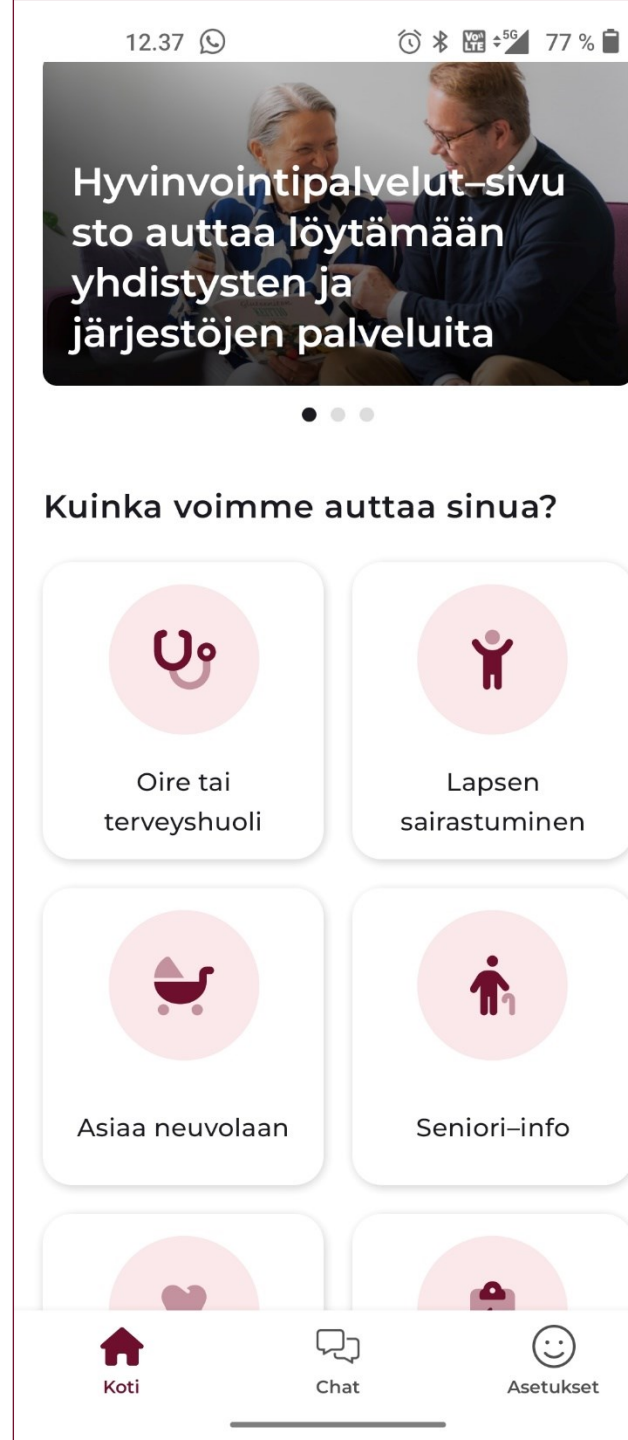 12.37
5G 77 %
Hyvinvointipalvelut–sivu
sto auttaa löytämään
yhdistysten ja
järjestöjen palveluita
Kuinka voimme auttaa sinua?
Oire tai
terveyshuoli
Lapsen
sairastuminen
Asiaa neuvolaan
Seniori–info
Koti
Chat
Asetukset